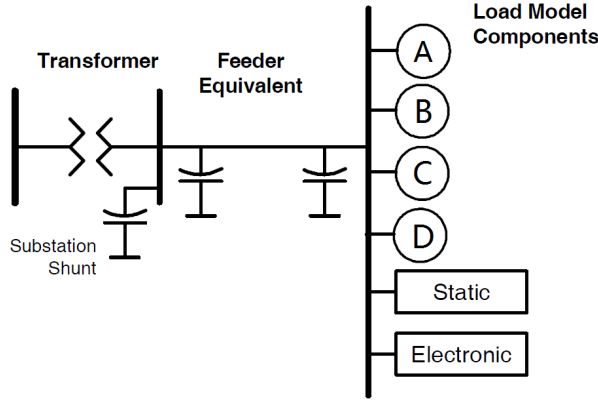 Load Model
Components
Transformer
Feeder
Equivalent
A
B
C
D
Substation
Shunt
Static
Electronic